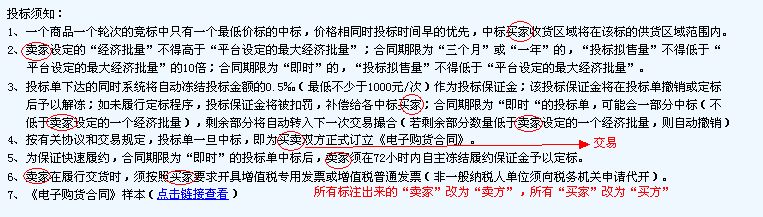 投标须知：
1、一个商品一个轮次的竞标中只有一个最低价标的中标，价格相同时投标时间早的优先，中标买家收货区域将在该标的供货区域范围内。
2、卖家设定的“经济批量”不得高于“平台设定的最大经济批量”；合同期限为“三个月”或“一年”的，“投标拟售量”不得低于“
平台设定的最大经济批量”的10倍；合同期限为“即时”的，“投标拟售量”不得低于“平台设定的最大经济批量”。
3、投标单下达的同时系统将自动冻结投标金额的0.5‰（最低不少于1000元/次）作为投标保证金；该投标保证金将在投标单撤销或定标
后予以解冻；如未履行定标程序，投标保证金将被扣罚，补偿给各中标买家；合同期限为“即时“的投标单，可能会一部分中标（不
低于卖家设定的一个经济批量），剩余部分将自动转入下一次交易撮合（若剩余部分数量低于卖家设定的一个经济批量，则自动撤销）
4、按有关协议和交易规定，投标单一旦中标，即为买卖双方正式订立《电子购货合同》。
交易
5、为保证快速履约，合同期限为“即时”的投标单中标后，卖家须在72小时内自主冻结履约保证金予以定标。
6、卖家在履行交货时，须按照买家要求开具增值税专用发票或增值税普通发票（非一般纳税人单位须向税务机关申请代开）。
7、《电子购货合同》样本（点击链接查看）
所有标注出来的“卖家”改为“卖方”，所有“买家”改为“买方”